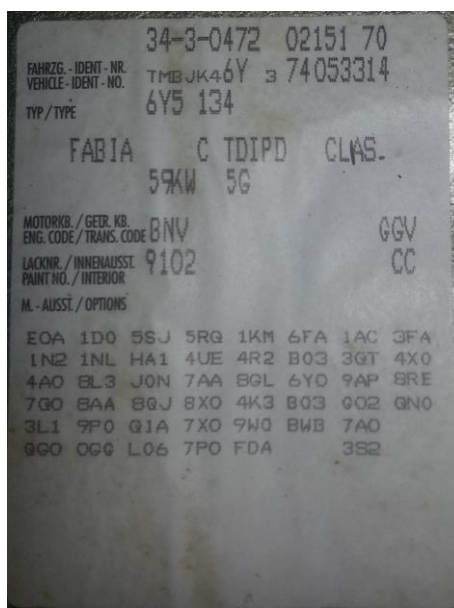 34-3-0472 02151 70
FAHRZG.-IDENT-NR.
VEHICLE-IDENT-NO. TMBJK46Y 3 74053314
TYP/TYPE 6Y5 134
FABIA C TDIPD CLAS.
59KW 5G
MOTORKB./GETR. KB.
ENG. CODE/TRANS. CODE BNV GGV
LACKNR./INNENAUSST. 9102 CC
PAINT NO./INTERIOR
M.-AUSST./OPTIONS
E0A 1D0 5SJ 5RQ 1KM 6FA 1AC 3FA
1N2 1NL HA1 4UE 4R2 B03 3GT 4X0
4A0 8L3 J0N 7AA 8GL 6Y0 9AP 8RE
7G0 8AA 8QJ 8X0 4K3 803 G02 QN0
3L1 9P0 Q1A 7X0 9W0 BWB 7A0
GG0 0GG L06 7P0 FDA 3S2